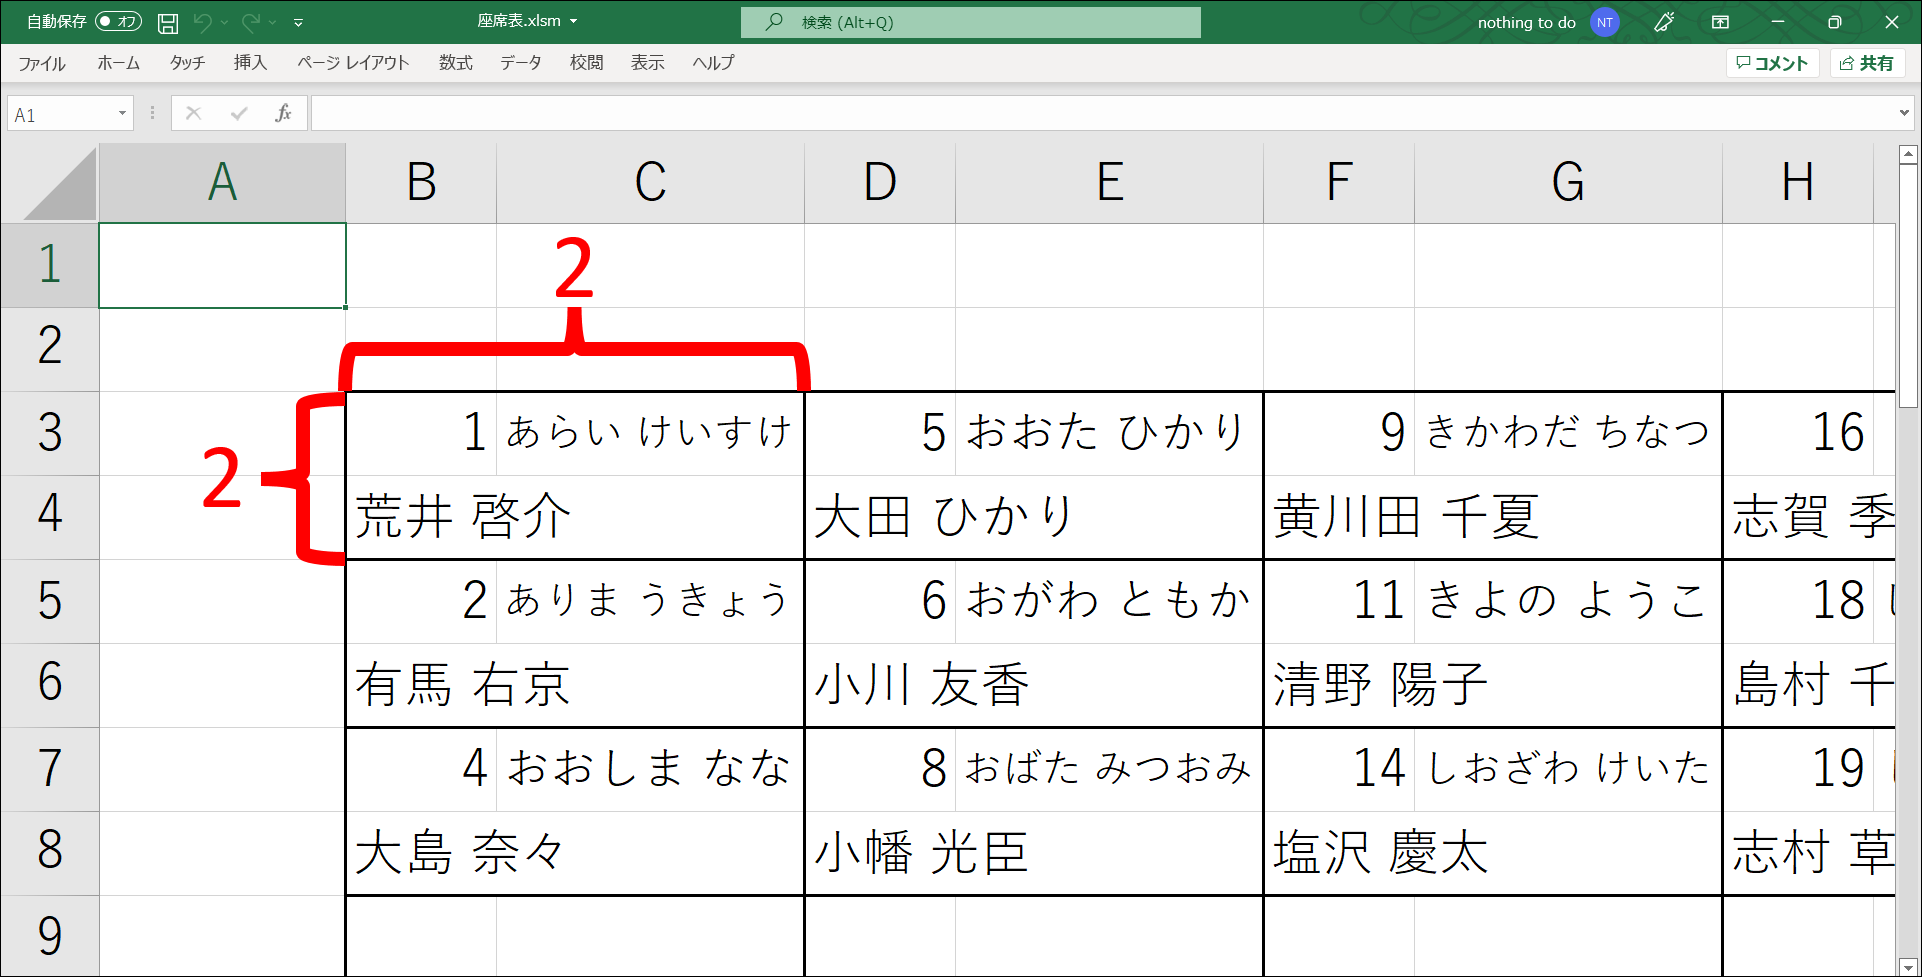 自動保存 オフ 座席表.xlsm 検索 (Alt+Q) nothing to do NT
ファイル ホーム タッチ 挿入 ページ レイアウト 数式 データ 校閲 表示 ヘルプ コメント 共有
A1 fx
A B C D E F G H
1
2
2
3 1 あらい けいすけ 5 おおた ひかり 9 きかわだ ちなつ 16
2
4 荒井 啓介 大田 ひかり 黄川田 千夏 志賀 季
5 2 ありま うきょう 6 おがわ ともか 11 きよの ようこ 18
6 有馬 右京 小川 友香 清野 陽子 島村 千
7 4 おおしま なな 8 おばた みつおみ 14 しおざわ けいた 19
8 大島 奈々 小幡 光臣 塩沢 慶太 志村 草
9